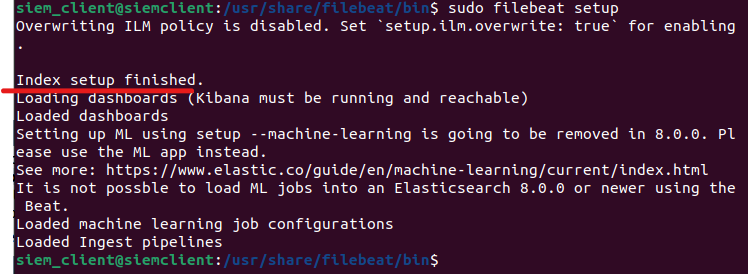 siem_client@siemclient:/usr/share/filebeat/bin$ sudo filebeat setup
Overwriting ILM policy is disabled. Set `setup.ilm.overwrite: true` for enabling
.
Index setup finished.
Loading dashboards (Kibana must be running and reachable)
Loaded dashboards
Setting up ML using setup --machine-learning is going to be removed in 8.0.0. Pl
ease use the ML app instead.
See more: https://www.elastic.co/guide/en/machine-learning/current/index.html
It is not possble to load ML jobs into an Elasticsearch 8.0.0 or newer using the
 Beat.
Loaded machine learning job configurations
Loaded Ingest pipelines
siem_client@siemclient:/usr/share/filebeat/bin$